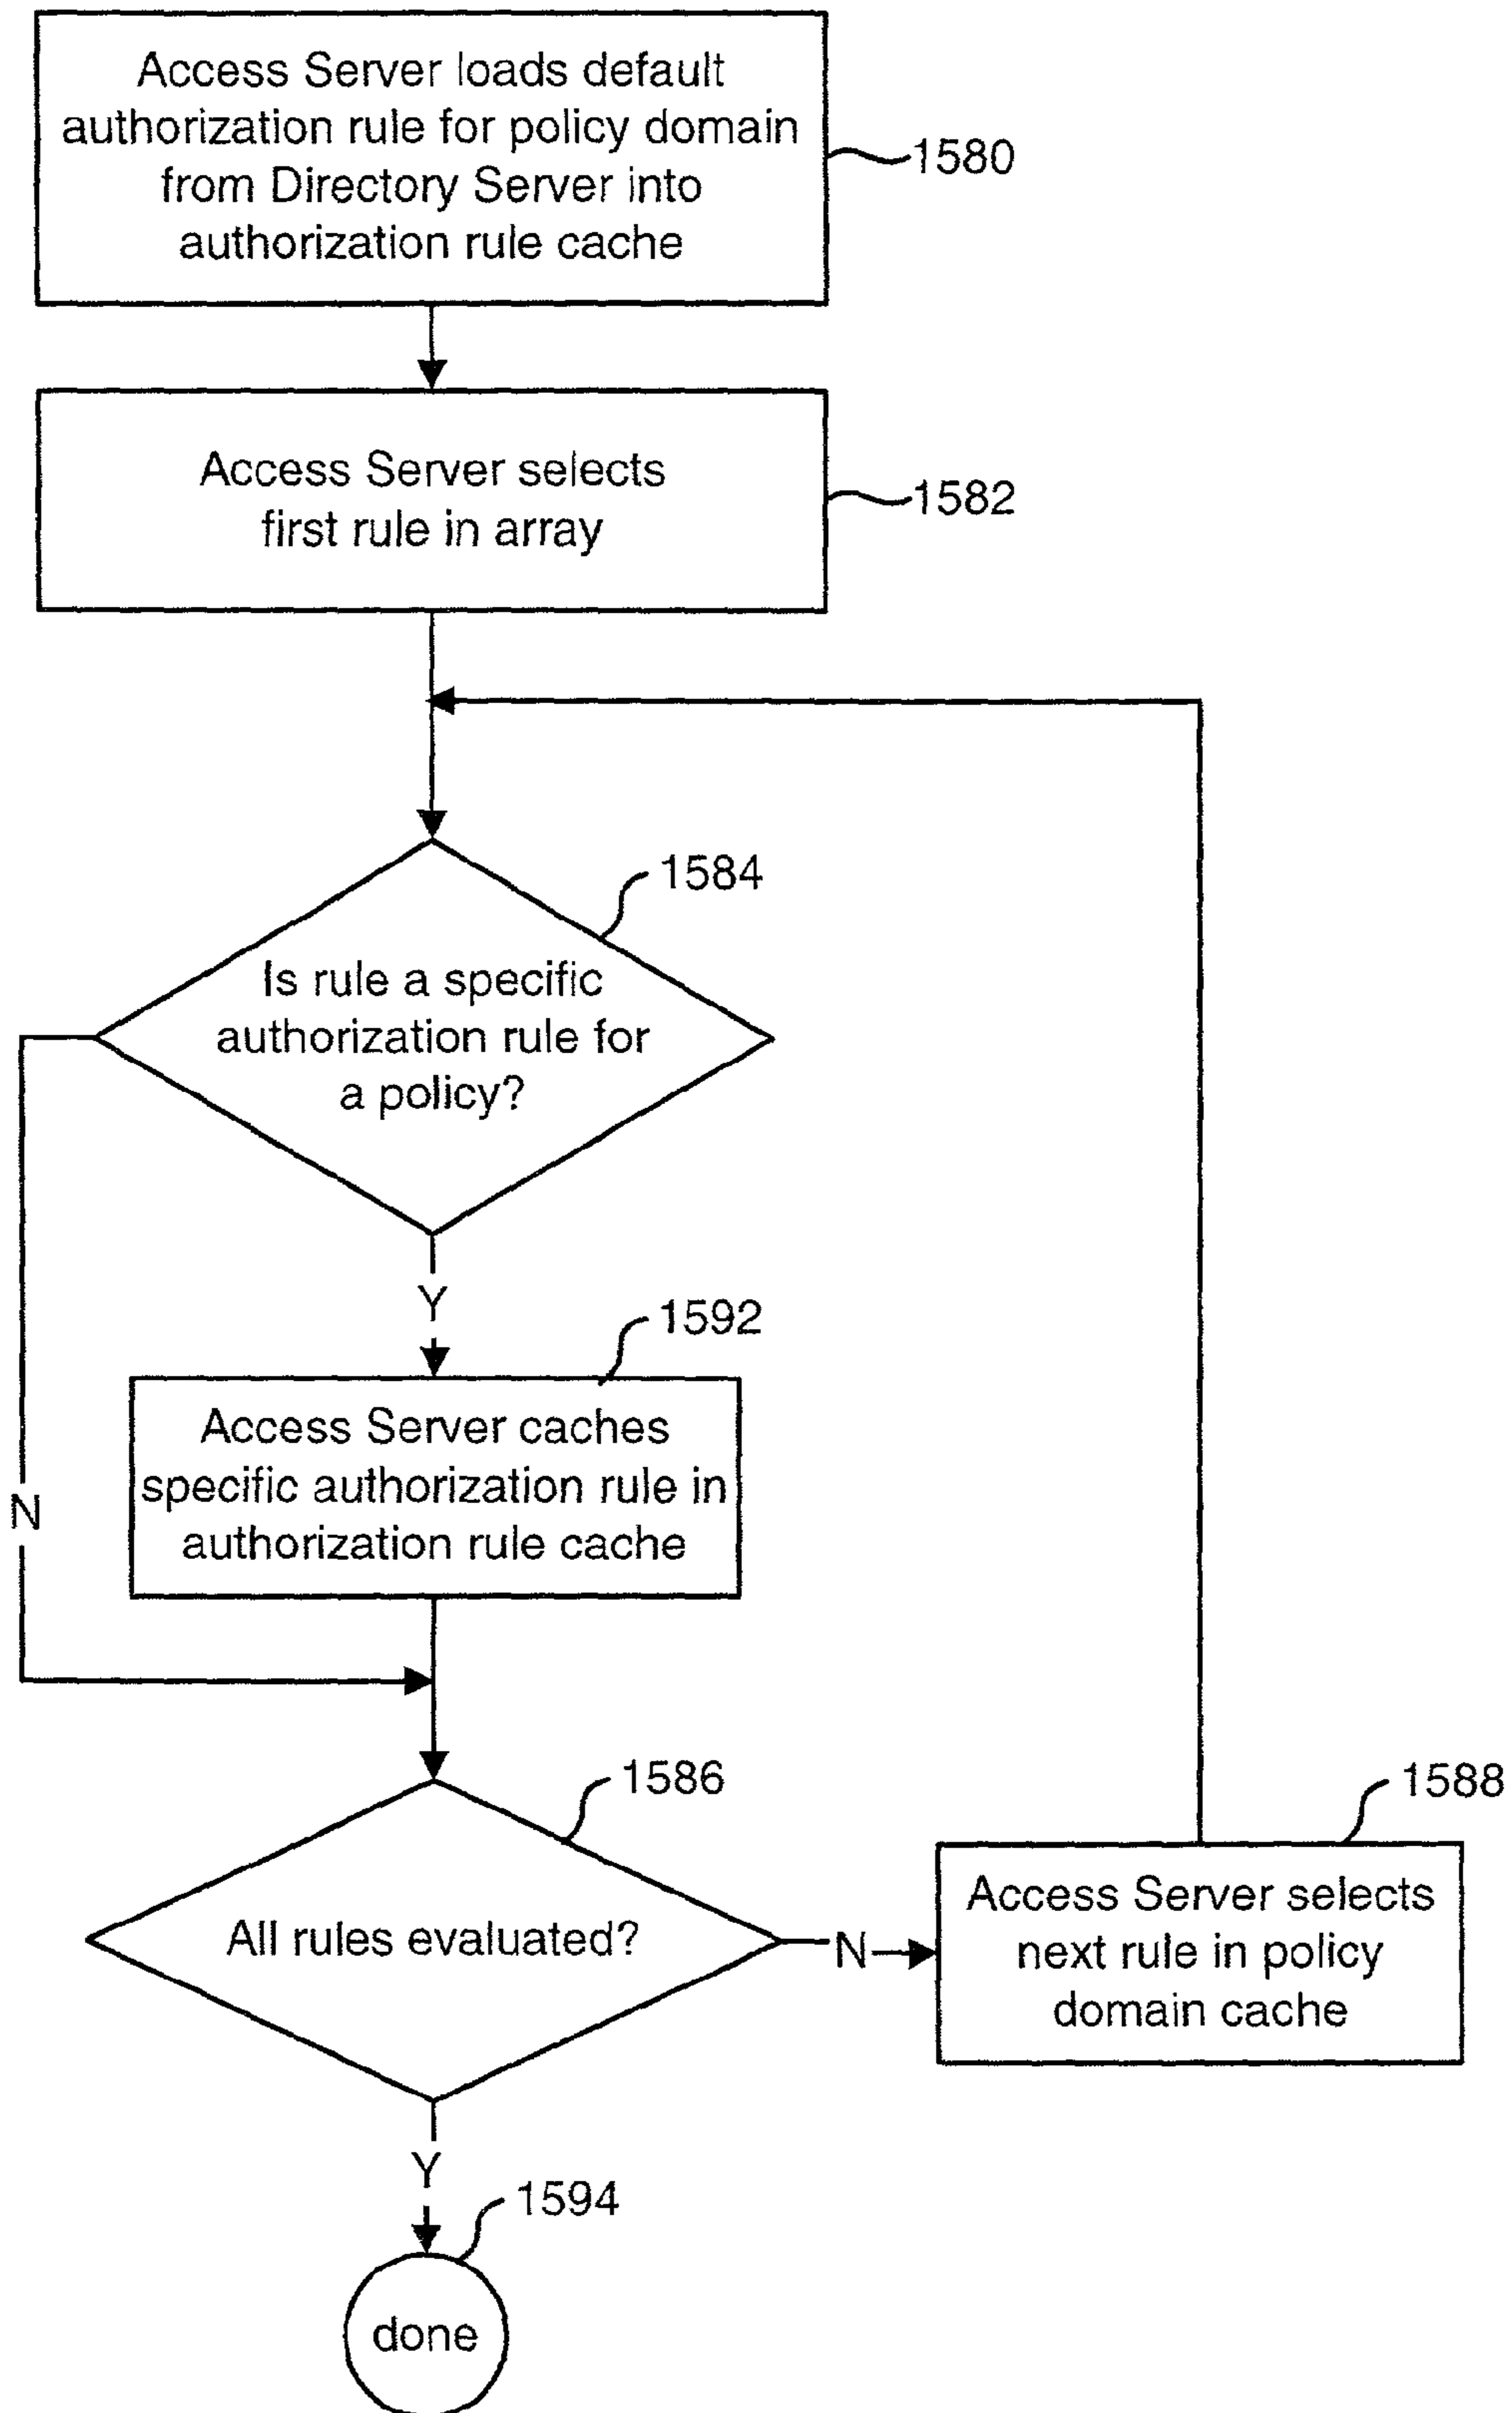 Access Server loads default
authorization rule for policy domain
from Directory Server into
authorization rule cache
1580
Access Server selects
first rule in array
1582
1584
Is rule a specific
authorization rule for
a policy?
Y
1592
Access Server caches
specific authorization rule in
authorization rule cache
N
1586
All rules evaluated?
N
1588
Access Server selects
next rule in policy
domain cache
Y
1594
done